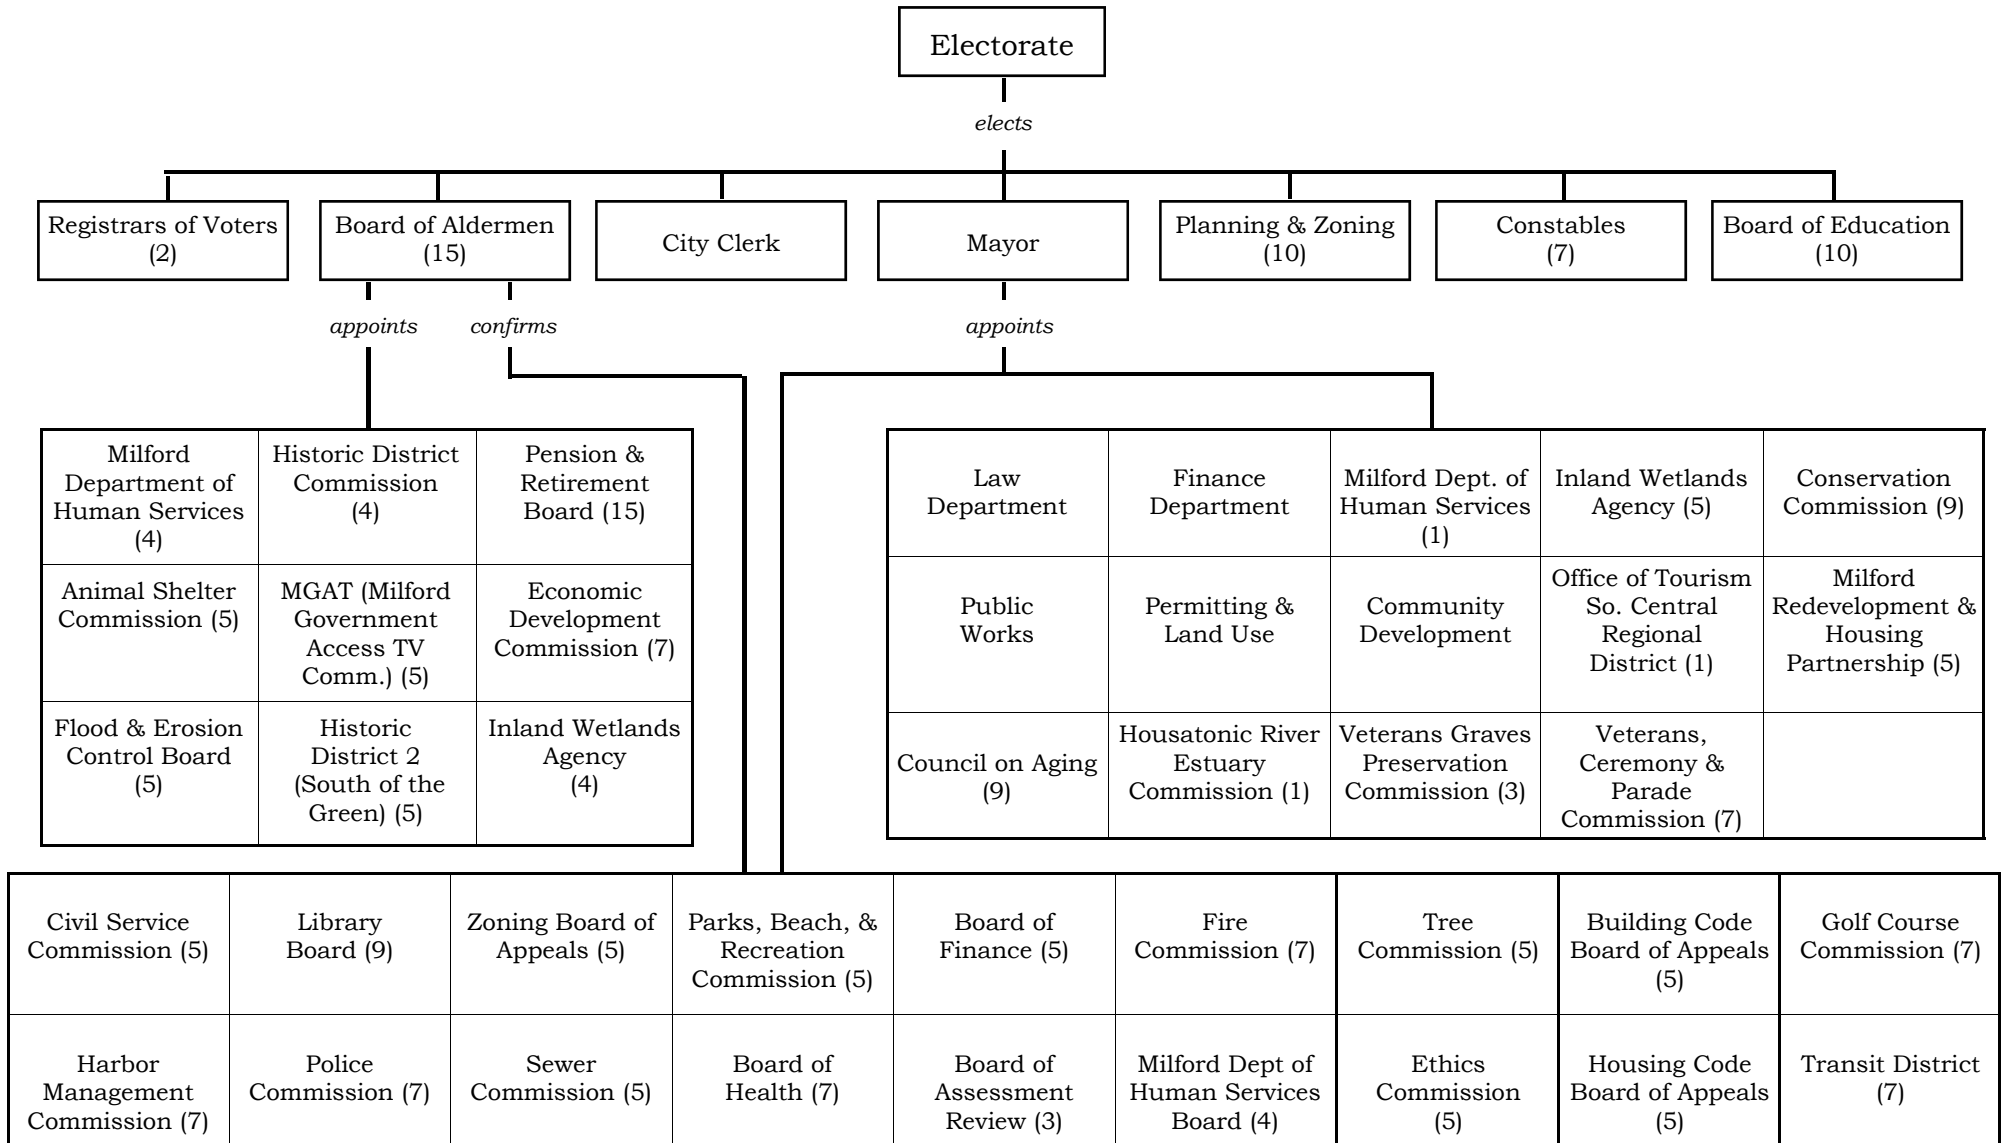 Electorate
elects
Registrars of Voters
(2)
Board of Aldermen
(15)
City Clerk
Mayor
Planning & Zoning
(10)
Constables
(7)
Board of Education
(10)
appoints
confirms
appoints
Milford
Department of
Human Services
(4)
Historic District
Commission
(4)
Pension &
Retirement
Board (15)
Animal Shelter
Commission (5)
MGAT (Milford
Government
Access TV
Comm.) (5)
Economic
Development
Commission (7)
Flood & Erosion
Control Board
(5)
Historic
District 2
(South of the
Green) (5)
Inland Wetlands
Agency
(4)
Law
Department
Finance
Department
Milford Dept. of
Human Services
(1)
Inland Wetlands
Agency (5)
Conservation
Commission (9)
Public
Works
Permitting &
Land Use
Community
Development
Office of Tourism
So. Central
Regional
District (1)
Milford
Redevelopment &
Housing
Partnership (5)
Council on Aging
(9)
Housatonic River
Estuary
Commission (1)
Veterans Graves
Preservation
Commission (3)
Veterans,
Ceremony &
Parade
Commission (7)
Civil Service
Commission (5)
Library
Board (9)
Zoning Board of
Appeals (5)
Parks, Beach, &
Recreation
Commission (5)
Board of
Finance (5)
Fire
Commission (7)
Tree
Commission (5)
Building Code
Board of Appeals
(5)
Golf Course
Commission (7)
Harbor
Management
Commission (7)
Police
Commission (7)
Sewer
Commission (5)
Board of
Health (7)
Board of
Assessment
Review (3)
Milford Dept of
Human Services
Board (4)
Ethics
Commission
(5)
Housing Code
Board of Appeals
(5)
Transit District
(7)